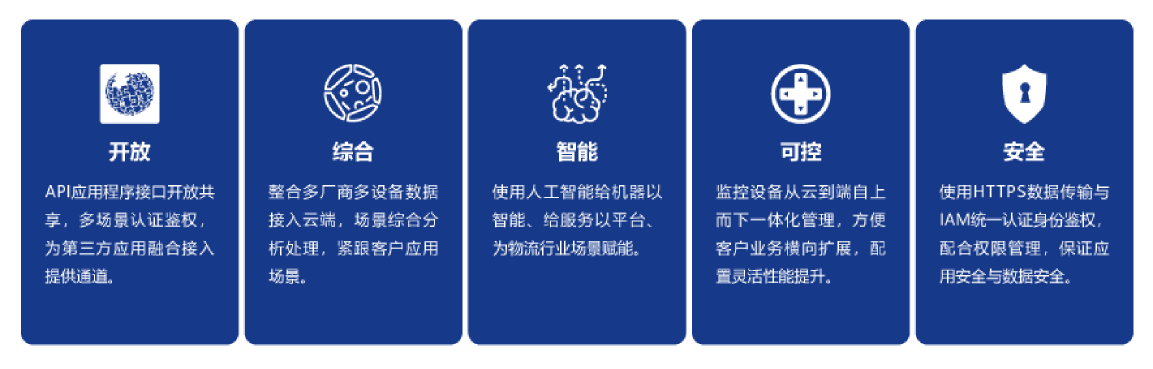 开放
API应用程序接口开放共
享，多场景认证鉴权，
为第三方应用融合接入
提供通道。
综合
整合多厂商多设备数据
接入云端，场景综合分
析处理，紧跟客户应用
场景。
智能
使用人工智能给机器以
智能、给服务以平台、
为物流行业场景赋能。
可控
监控设备从云到端自上
而下一体化管理，方便
客户业务横向扩展，配
置灵活性能提升。
安全
使用HTTPS数据传输与
IAM统一认证身份鉴权，
配合权限管理，保证应
用安全与数据安全。